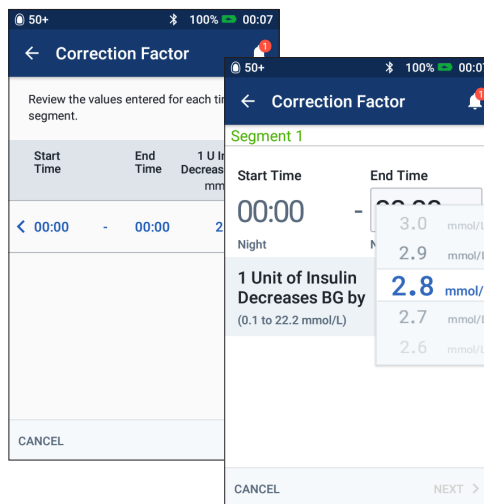 50+ 100% 00:07
Correction Factor
Review the values entered for each
segment.
Start End 1 U
Time Time
00:00 - 00:00 2
CANCEL
50+ 100%
1
Correction Factor
Segment 1
Start Time End Time
00:00 -
Night
3.0 mmol/L
2.9 mmol/L
1 Unit of Insulin
Decreases BG by
2.8 mmol/
(0.1 to 22.2 mmol/L)
2.7 mmol/L
2.6 mmol/L
CANCEL NEXT >